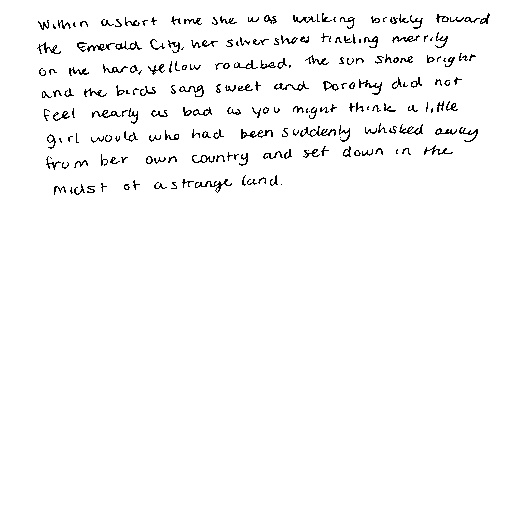 Within a short time she was walking briskly toward
the Emerald City, her silver shoes tinkling merrily
on the hard, yellow roadbed. The sun shone bright
and the birds sang sweet and Dorothy did not
feel nearly as bad as you might think a little
girl would who had been suddenly whisked away
from her own country and set down in the
midst of a strange land.